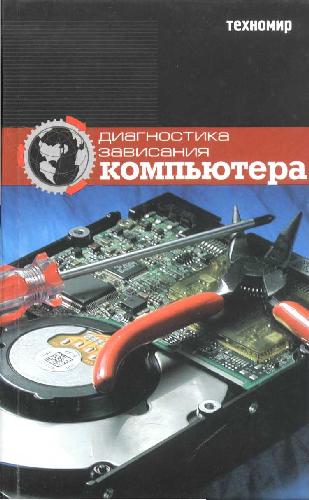 техномир
диагностика
зависания
компьютера